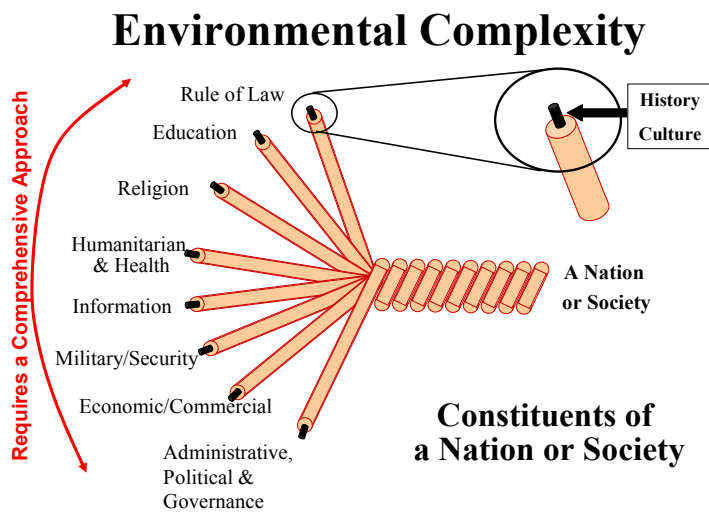 Environmental Complexity
Requires a Comprehensive Approach
Rule of Law
History
Culture
Education
Religion
Humanitarian
& Health
A Nation
or Society
Information
Military/Security
Economic/Commercial
Constituents of
a Nation or Society
Administrative,
Political &
Governance